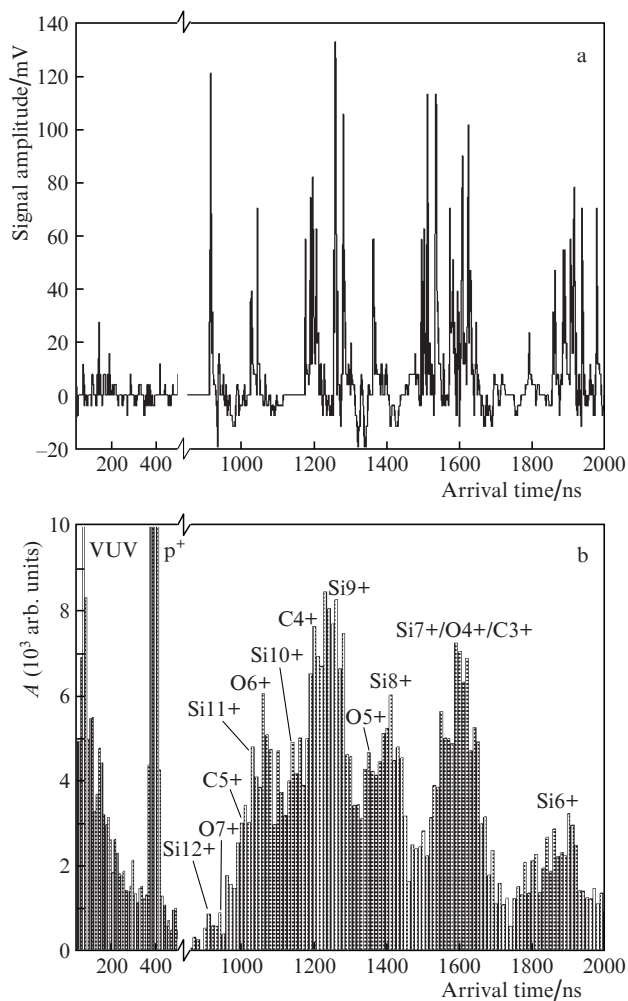 140
120
100
80
60
40
20
0
−20
Signal amplitude/mV
a
200 400 1000 1200 1400 1600 1800 2000
Arrival time/ns
10
8
6
4
2
0
A (10³ arb. units)
VUV p⁺ b
Si9+
C4+
Si7+/O4+/C3+
Si10+
Si8+
O6+
Si11+
O5+
C5+
O7+
Si12+
Si6+
200 400 1000 1200 1400 1600 1800 2000
Arrival time/ns